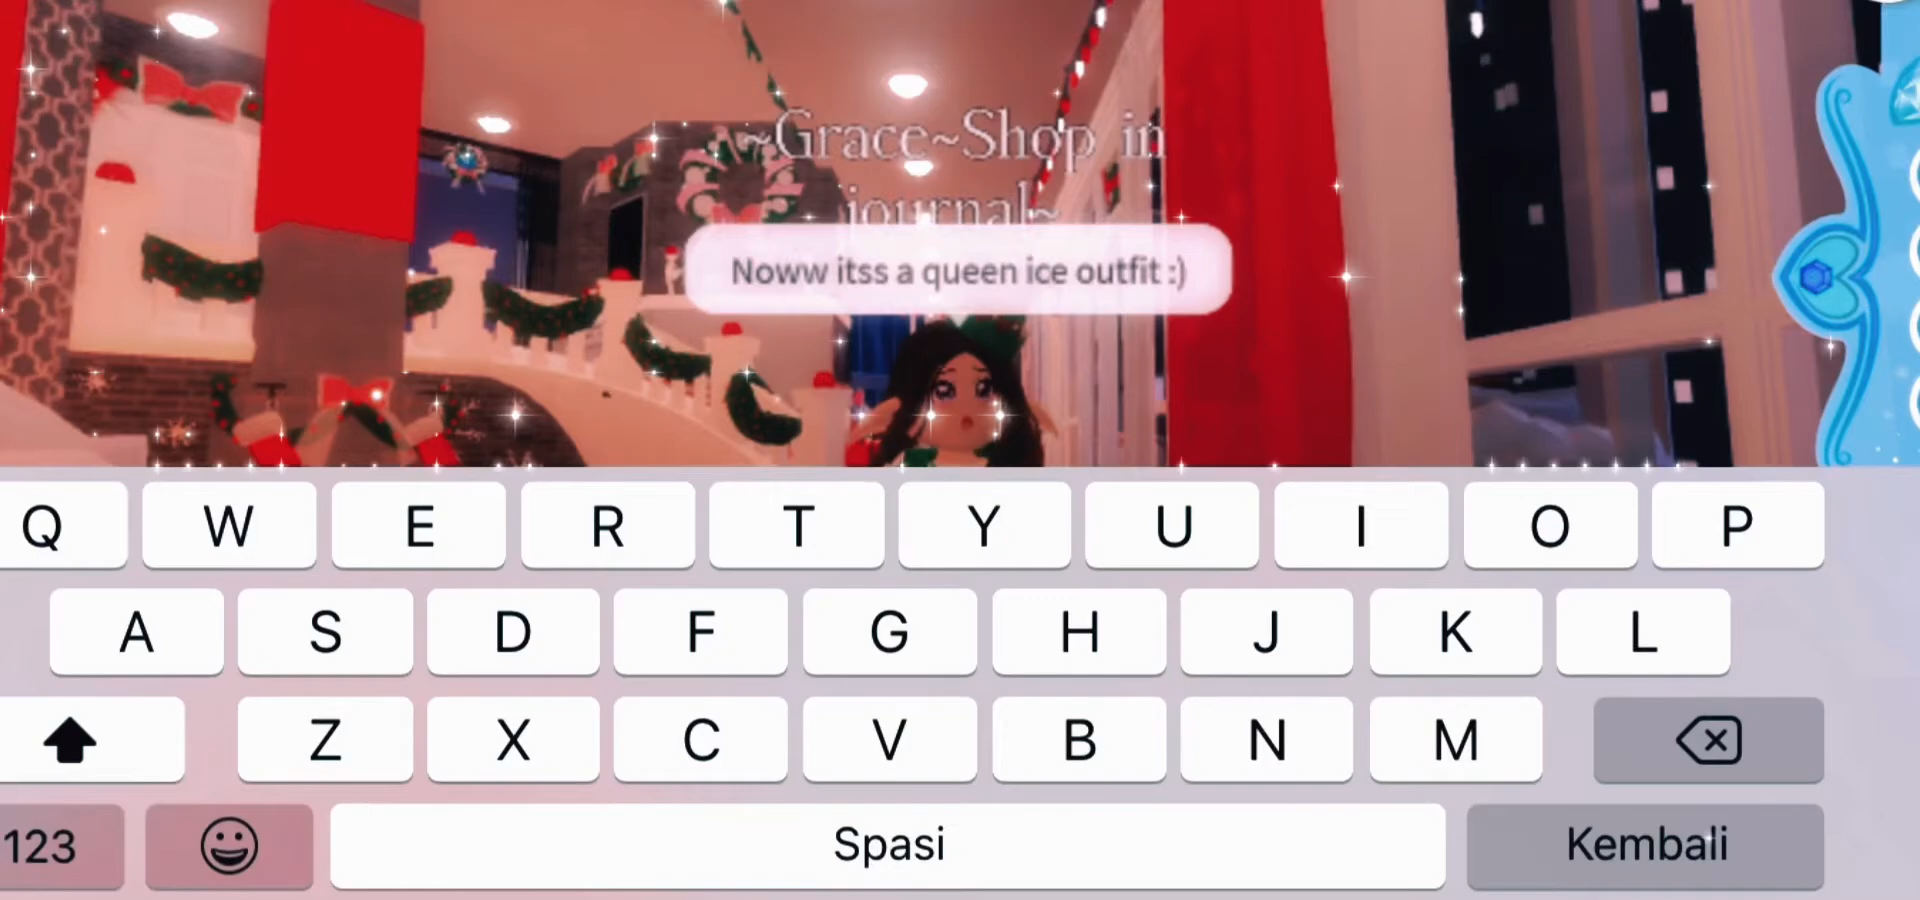 ~Grace~Shop in
journal~
Noww itss a queen ice outfit :)
Q W E R T Y U I O P
A S D F G H J K L
Z X C V B N M
123 Spasi Kembali